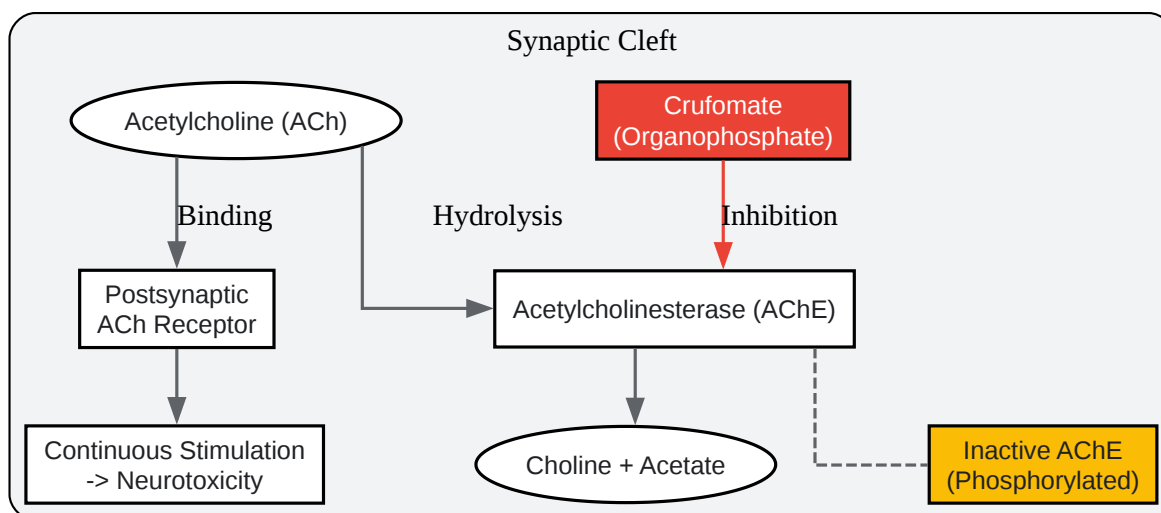 Synaptic Cleft
Acetylcholine (ACh)
Crufomate
(Organophosphate)
Binding
Hydrolysis
Inhibition
Postsynaptic
ACh Receptor
Acetylcholinesterase (AChE)
Continuous Stimulation
-> Neurotoxicity
Choline + Acetate
Inactive AChE
(Phosphorylated)